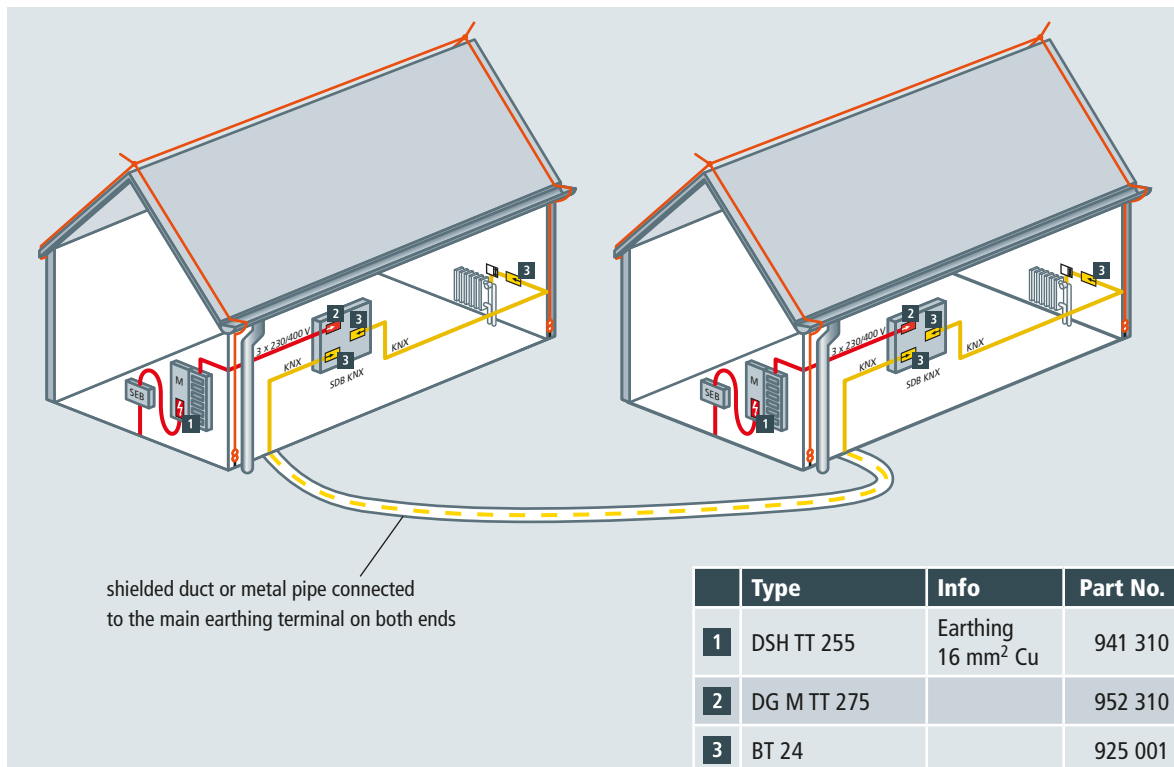 3
2
3
3 x 230/400 V
KNX
3
KNX
SDB KNX
M
SEB
1
3
2
3
3 x 230/400 V
KNX
3
KNX
SDB KNX
M
SEB
1
shielded duct or metal pipe connected
to the main earthing terminal on both ends
Type Info Part No.
1 DSH TT 255 Earthing 16 mm² Cu 941 310
2 DG M TT 275 952 310
3 BT 24 925 001